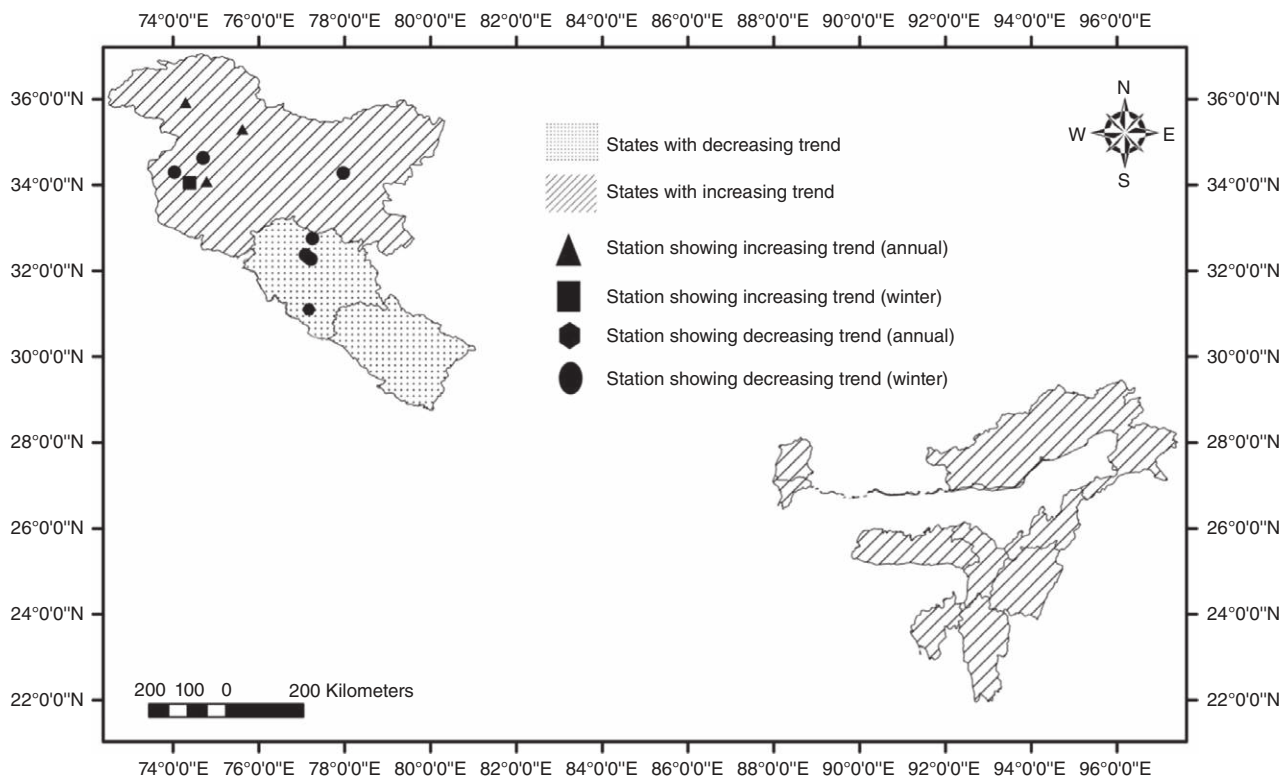 74°0'0"E 76°0'0"E 78°0'0"E 80°0'0"E 82°0'0"E 84°0'0"E 86°0'0"E 88°0'0"E 90°0'0"E 92°0'0"E 94°0'0"E 96°0'0"E
36°0'0"N 36°0'0"N
34°0'0"N 34°0'0"N
32°0'0"N 32°0'0"N
30°0'0"N 30°0'0"N
28°0'0"N 28°0'0"N
26°0'0"N 26°0'0"N
24°0'0"N 24°0'0"N
22°0'0"N 22°0'0"N
N
W E
S
States with decreasing trend
States with increasing trend
Station showing increasing trend (annual)
Station showing increasing trend (winter)
Station showing decreasing trend (annual)
Station showing decreasing trend (winter)
200 100 0 200 Kilometers
74°0'0"E 76°0'0"E 78°0'0"E 80°0'0"E 82°0'0"E 84°0'0"E 86°0'0"E 88°0'0"E 90°0'0"E 92°0'0"E 94°0'0"E 96°0'0"E